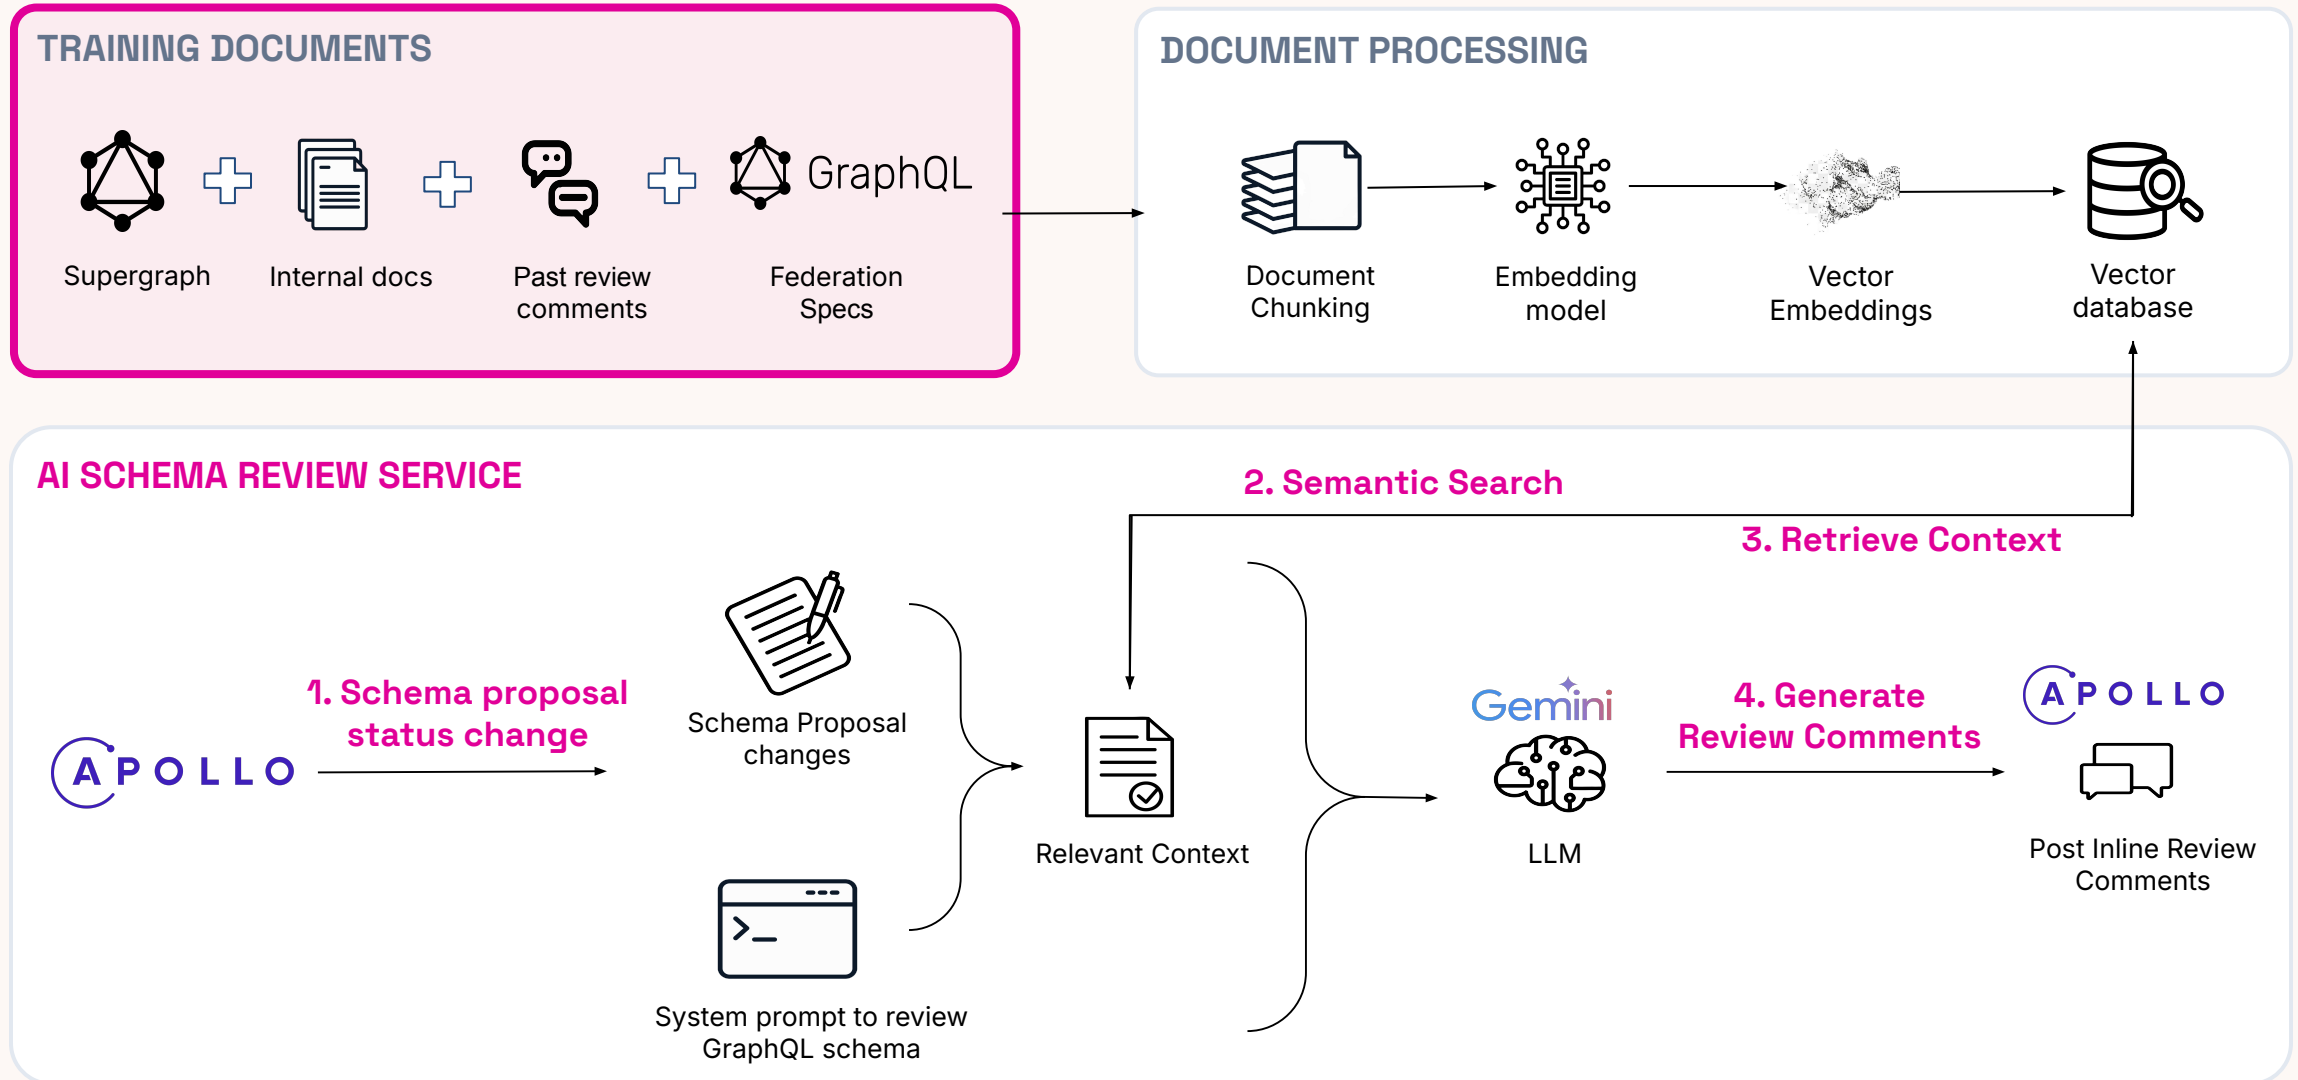 TRAINING DOCUMENTS
Supergraph
Internal docs
Past review
comments
GraphQL
Federation
Specs
DOCUMENT PROCESSING
Document
Chunking
Embedding
model
Vector
Embeddings
Vector
database
AI SCHEMA REVIEW SERVICE
2. Semantic Search
3. Retrieve Context
APOLLO
1. Schema proposal
status change
Schema Proposal
changes
System prompt to review
GraphQL schema
Relevant Context
Gemini
LLM
4. Generate
Review Comments
APOLLO
Post Inline Review
Comments